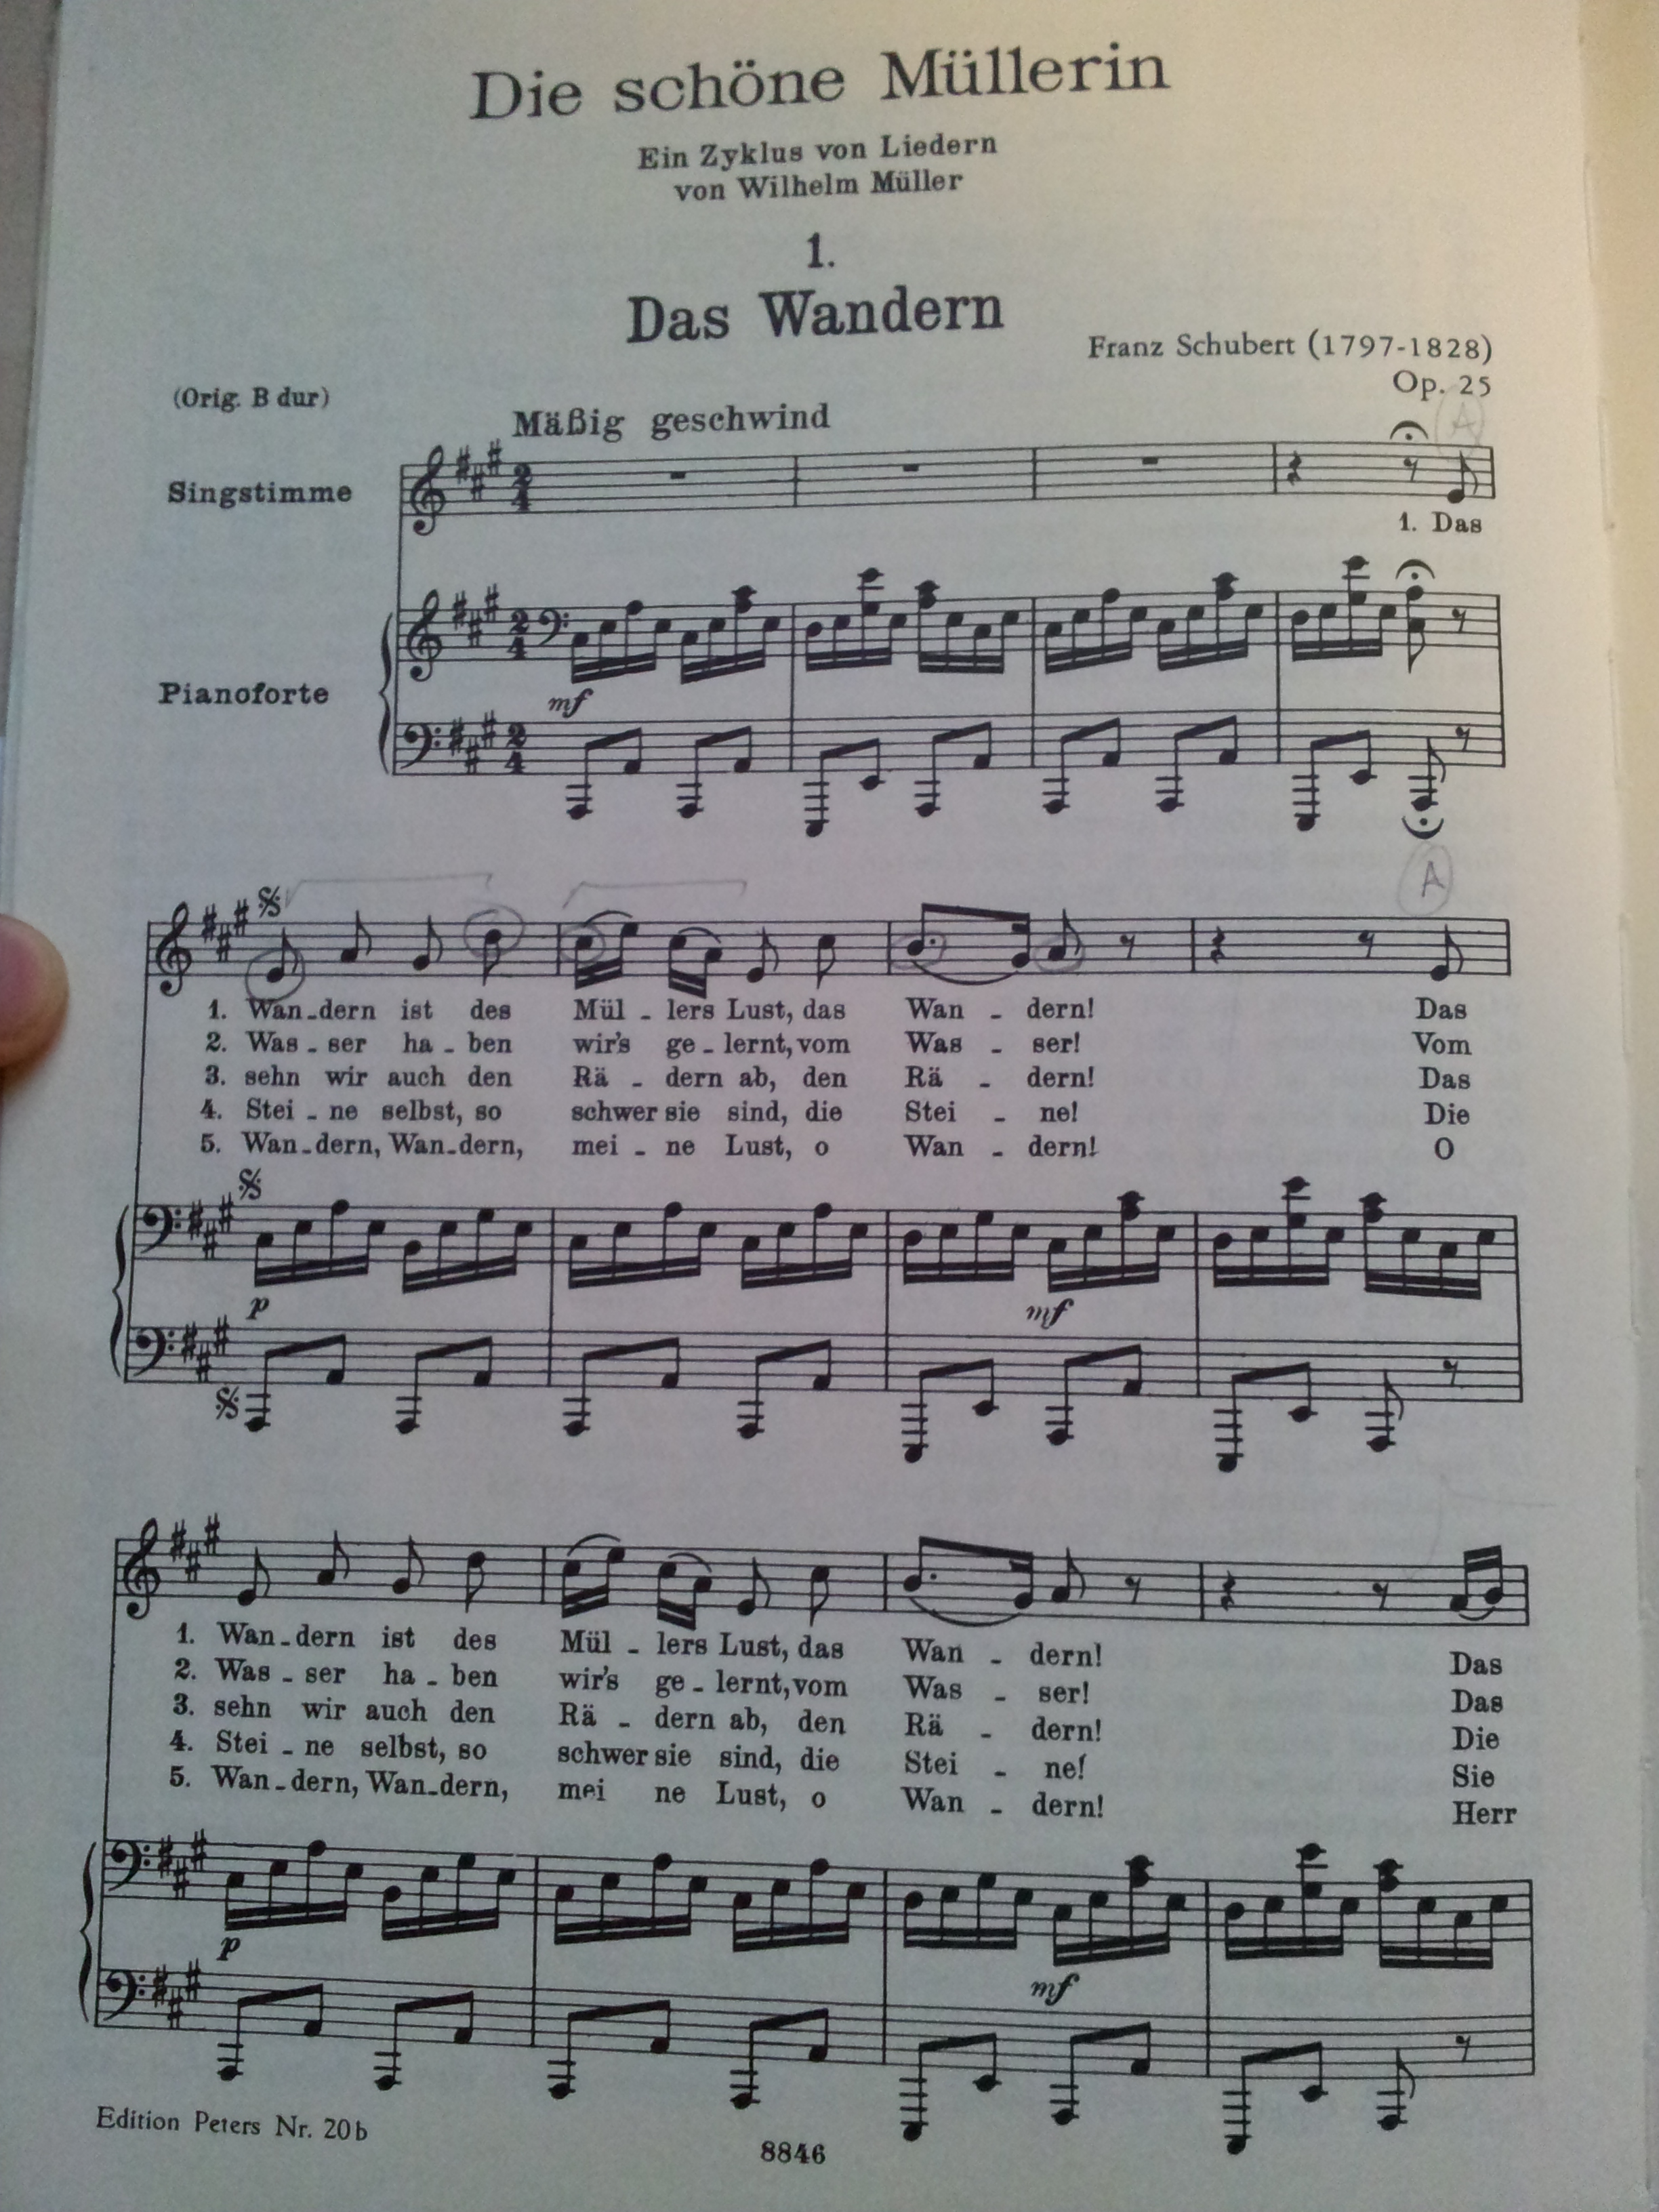 Die schöne Müllerin
Ein Zyklus von Liedern
von Wilhelm Müller
1.
Das Wandern
Franz Schubert (1797-1828)
Op. 25
(Orig. B dur)
Mäßig geschwind
A
Singstimme
2/4
1. Das
Pianoforte
2/4
mf
2/4
A
1. Wan-dern ist des Mül - lers Lust, das Wan - dern! Das
2. Was - ser ha - ben wir's ge - lernt, vom Was - ser! Vom
3. sehn wir auch den Rä - dern ab, den Rä - dern! Das
4. Stei - ne selbst, so schwer sie sind, die Stei - ne! Die
5. Wan-dern, Wan-dern, mei - ne Lust, o Wan - dern! O
p mf
1. Wan-dern ist des Mül - lers Lust, das Wan - dern! Das
2. Was - ser ha - ben wir's ge - lernt, vom Was - ser! Das
3. sehn wir auch den Rä - dern ab, den Rä - dern! Die
4. Stei - ne selbst, so schwer sie sind, die Stei - ne! Sie
5. Wan-dern, Wan-dern, mei ne Lust, o Wan - dern! Herr
p mf
Edition Peters Nr. 20b
8846